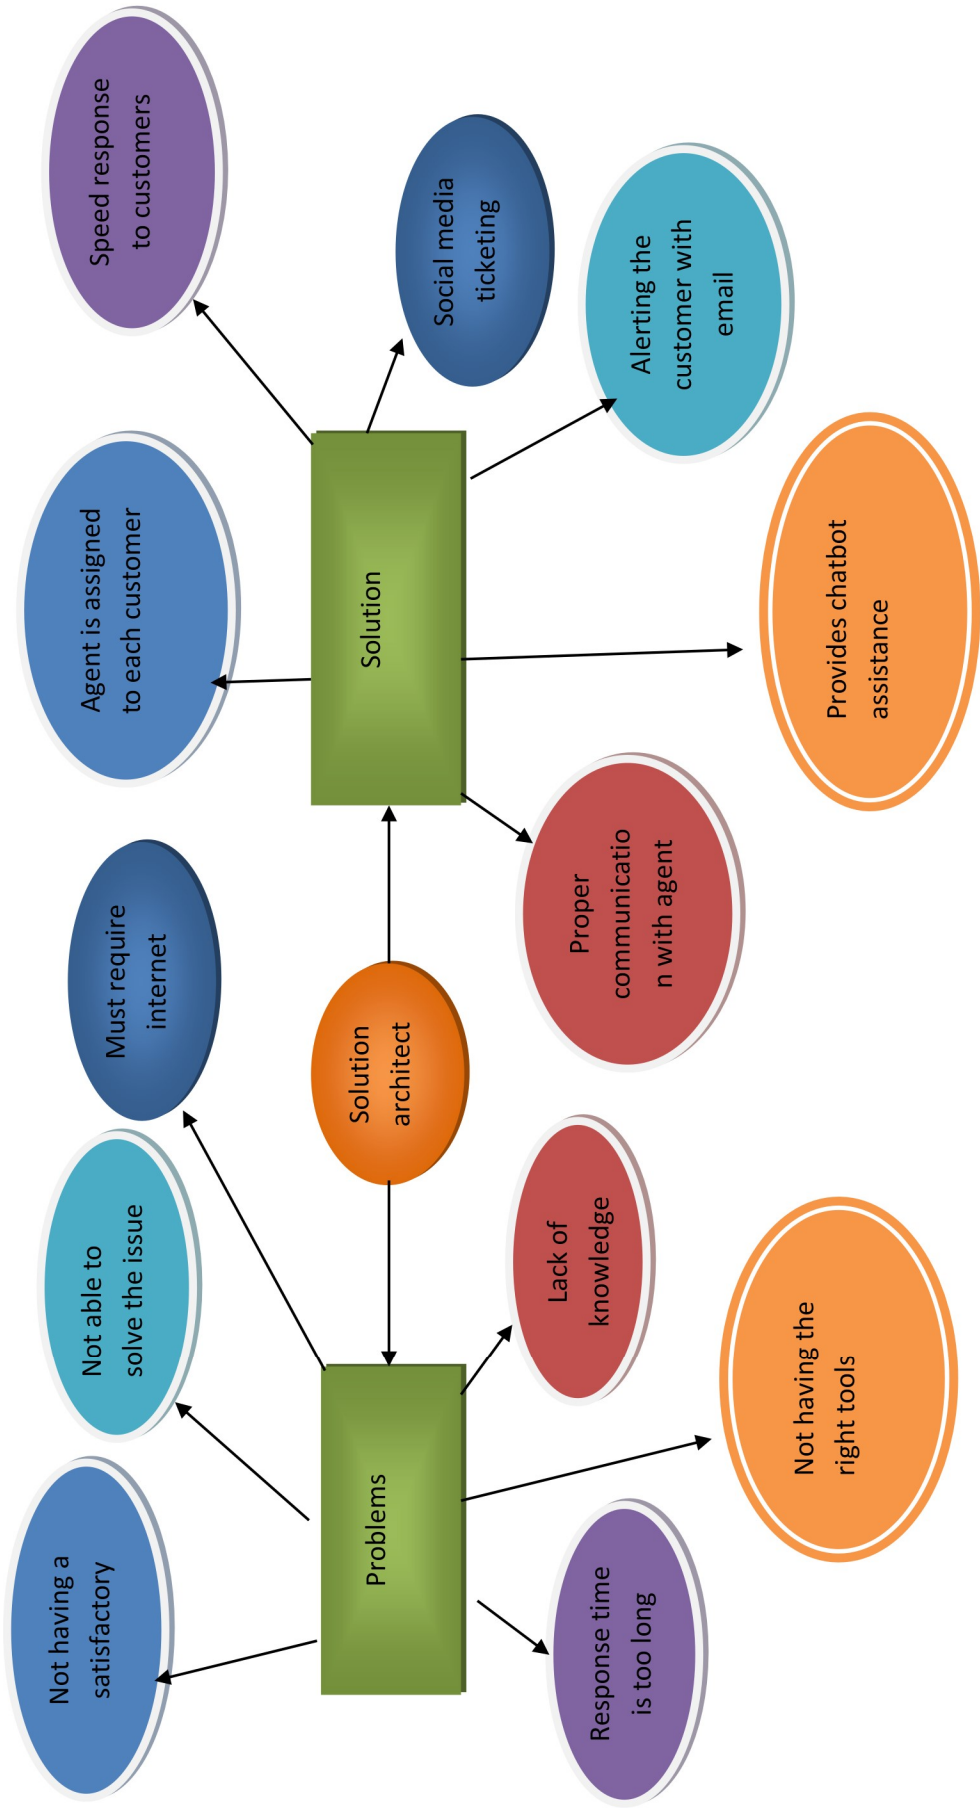 Not having a
satisfactory
Not able to
solve the issue
Must require
internet
Agent is assigned
to each customer
Speed response
to customers
Problems
Solution
architect
Solution
Social media
ticketing
Response time
is too long
Lack of
knowledge
Proper
communicatio
n with agent
Alerting the
customer with
email
Not having the
right tools
Provides chatbot
assistance